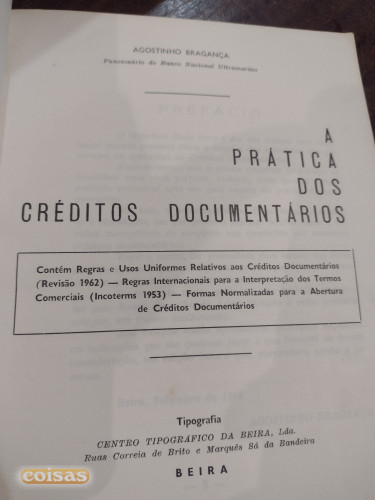 AGOSTINHO BRAGANÇA
Funcionário do Banco Nacional Ultramarino
A
PRÁTICA
DOS
CRÉDITOS DOCUMENTÁRIOS
Contém Regras e Usos Uniformes Relativos aos Créditos Documentários
(Revisão 1962) — Regras Internacionais para a Interpretação dos Termos
Comerciais (Incoterms 1953) — Formas Normalizadas para a Abertura
de Créditos Documentários
Tipografia
CENTRO TIPOGRÁFICO DA BEIRA, Lda.
Ruas Correia de Brito e Marquês Sá da Bandeira
BEIRA
coisas